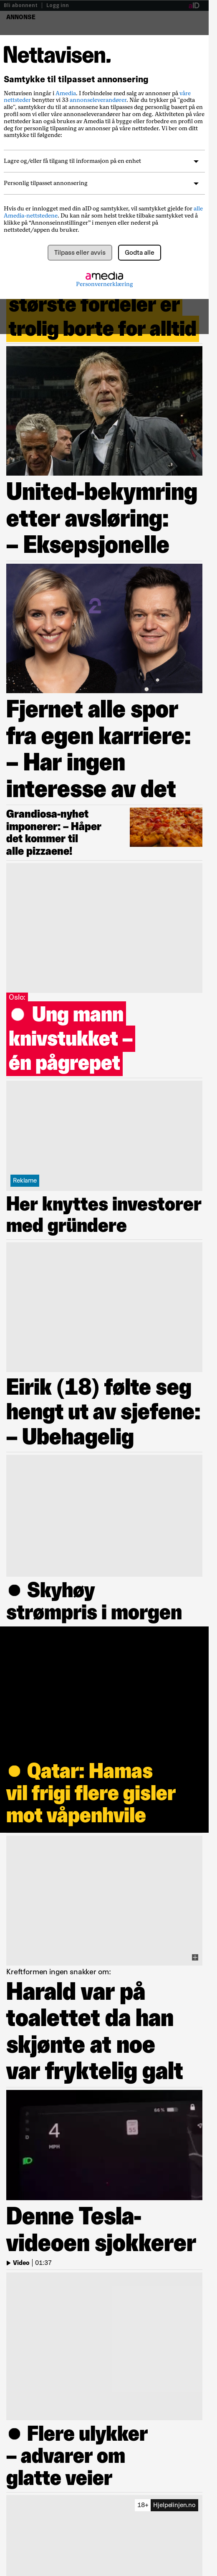 Bli abonnent | Logg inn
aID
ANNONSE
Nettavisen.
Samtykke til tilpasset annonsering
Nettavisen inngår i Amedia. I forbindelse med salg av annonser på våre
nettsteder benytter vi 33 annonseleverandører. Når du trykker på "godta
alle", samtykker du til at personopplysninger om deg kan brukes til å lage en
profil som vi eller våre annonseleverandører har om deg. Aktiviteten på våre
nettsteder kan også brukes av Amedia til å bygge eller forbedre en profil om
deg for personlig tilpasning av annonser på våre nettsteder. Vi ber om ditt
samtykke til følgende:
Lagre og/eller få tilgang til informasjon på en enhet
Personlig tilpasset annonsering
Hvis du er innlogget med din aID og samtykker, vil samtykket gjelde for alle
Amedia-nettstedene. Du kan når som helst trekke tilbake samtykket ved å
klikke på “Annonseinnstillinger” i menyen eller nederst på
nettstedet/appen du bruker.
Tilpass eller avvis
Godta alle
amedia
Personvernerklæring
største fordeler er
trolig borte for alltid
United-bekymring
etter avsløring:
– Eksepsjonelle
2
Fjernet alle spor
fra egen karriere:
– Har ingen
interesse av det
Grandiosa-nyhet
imponerer: – Håper
det kommer til
alle pizzaene!
Oslo:
● Ung mann
knivstukket –
én pågrepet
Reklame
Her knyttes investorer
med gründere
Eirik (18) følte seg
hengt ut av sjefene:
– Ubehagelig
● Skyhøy
strømpris i morgen
● Qatar: Hamas
vil frigi flere gisler
mot våpenhvile
Kreftformen ingen snakker om:
Harald var på
toalettet da han
skjønte at noe
var fryktelig galt
4
MPH
Denne Tesla-
videoen sjokkerer
Video | 01:37
● Flere ulykker
– advarer om
glatte veier
18+ Hjelpelinjen.no